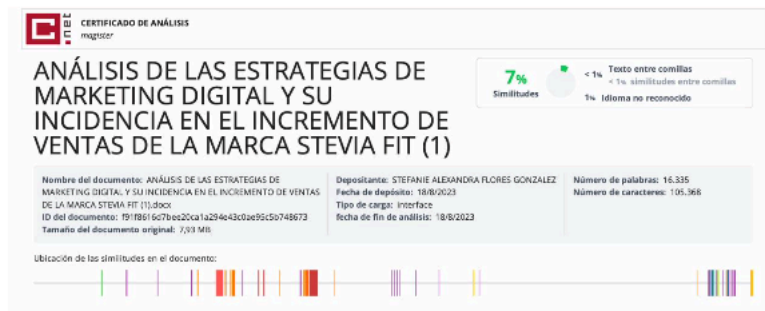 C .net
CERTIFICADO DE ANÁLISIS
magister
ANÁLISIS DE LAS ESTRATEGIAS DE
MARKETING DIGITAL Y SU
INCIDENCIA EN EL INCREMENTO DE
VENTAS DE LA MARCA STEVIA FIT (1)
7%
Similitudes
< 1% Texto entre comillas
< 1% similitudes entre comillas
1% Idioma no reconocido
Nombre del documento: ANÁLISIS DE LAS ESTRATEGIAS DE
MARKETING DIGITAL Y SU INCIDENCIA EN EL INCREMENTO DE VENTAS
DE LA MARCA STEVIA FIT (1).docx
ID del documento: f91f8616d7bee20ca1a294e43c0ae95c5b748673
Tamaño del documento original: 7,93 MB
Depositante: STEFANIE ALEXANDRA FLORES GONZALEZ
Fecha de depósito: 18/8/2023
Tipo de carga: interface
fecha de fin de análisis: 18/8/2023
Número de palabras: 16.335
Número de caracteres: 105.368
Ubicación de las similitudes en el documento: